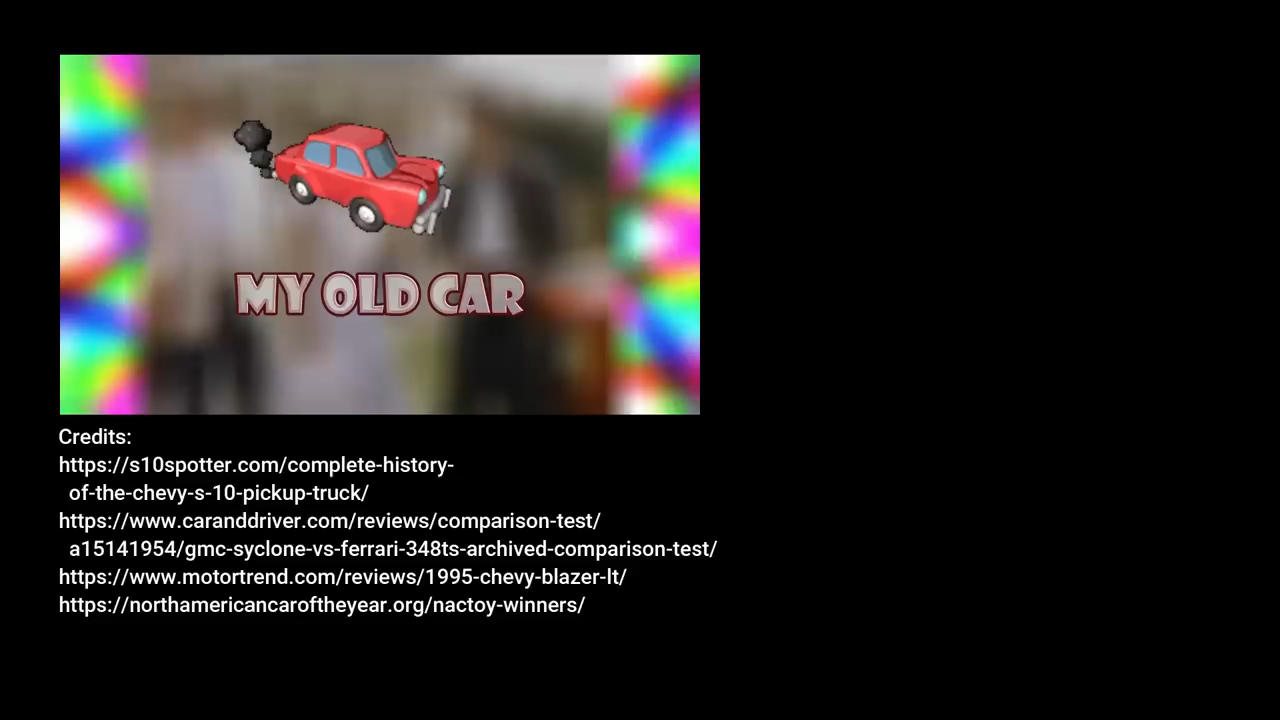 MY OLD CAR
Credits:
https://s10spotter.com/complete-history-
of-the-chevy-s-10-pickup-truck/
https://www.caranddriver.com/reviews/comparison-test/
a15141954/gmc-syclone-vs-ferrari-348ts-archived-comparison-test/
https://www.motortrend.com/reviews/1995-chevy-blazer-lt/
https://northamericancaroftheyear.org/nactoy-winners/